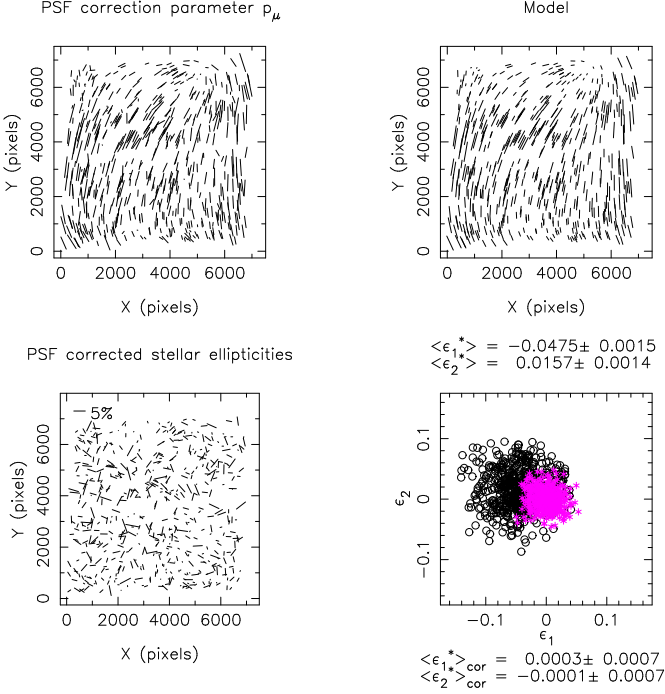 PSF correction parameter pμ
Model
Y (pixels)
6000
4000
2000
0
0 2000 4000 6000
X (pixels)
Y (pixels)
6000
4000
2000
0
0 2000 4000 6000
X (pixels)
PSF corrected stellar ellipticities
<ϵ1*> = −0.0475± 0.0015
<ϵ2*> = 0.0157± 0.0014
5%
Y (pixels)
6000
4000
2000
0
0 2000 4000 6000
X (pixels)
ϵ2
0.1
0
−0.1
−0.1 0 0.1
ϵ1
<ϵ1*>cor = 0.0003± 0.0007
<ϵ2*>cor = −0.0001± 0.0007